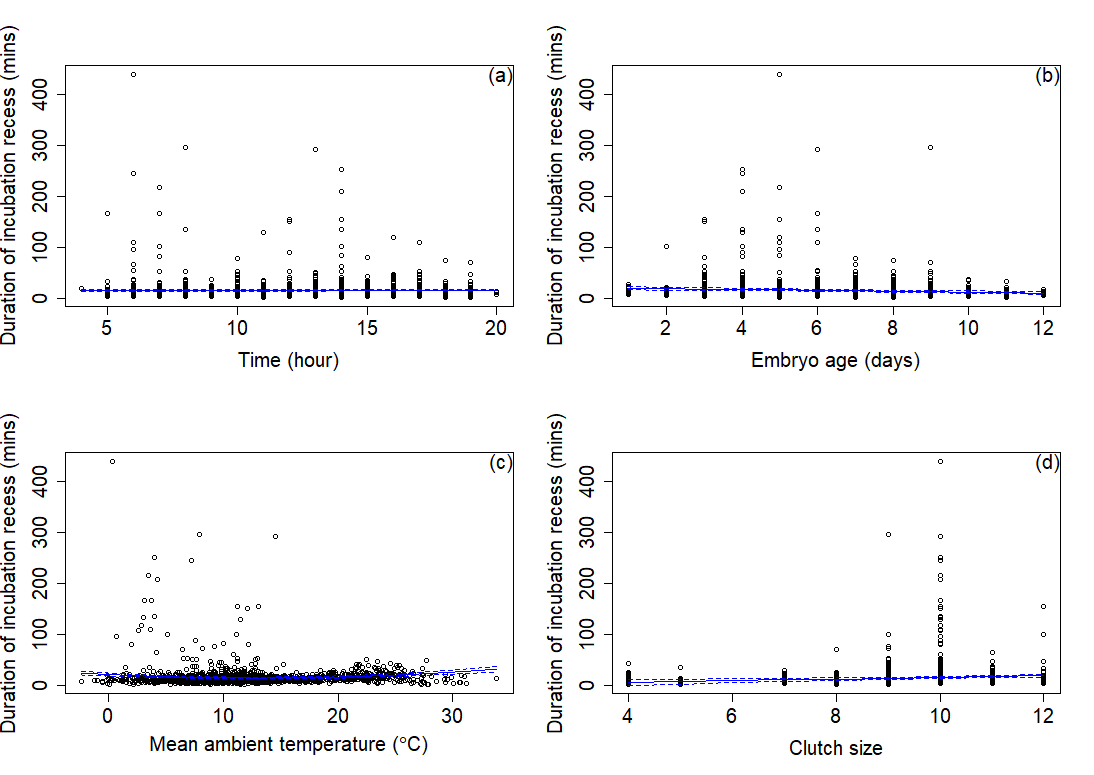 (a)
Duration of incubation recess (mins)
400
300
200
100
0
5 10 15 20
Time (hour)
(b)
Duration of incubation recess (mins)
400
300
200
100
0
2 4 6 8 10 12
Embryo age (days)
(c)
Duration of incubation recess (mins)
400
300
200
100
0
0 10 20 30
Mean ambient temperature (°C)
(d)
Duration of incubation recess (mins)
400
300
200
100
0
4 6 8 10 12
Clutch size